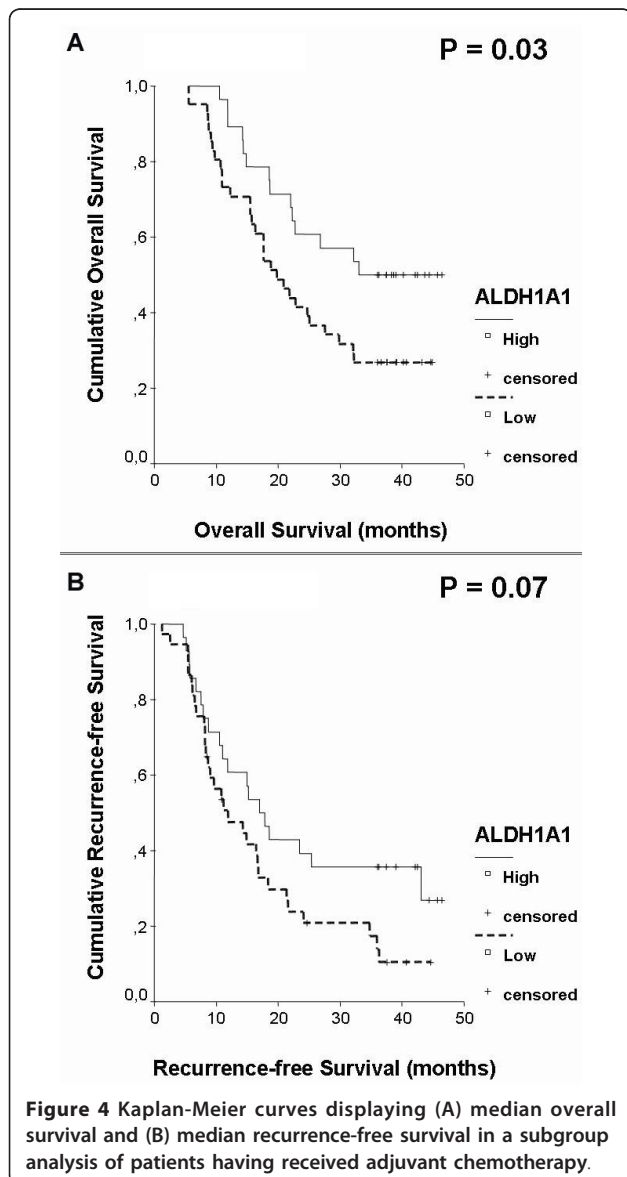 A
P = 0.03
1,0
,8
,6
,4
,2
0,0
Cumulative Overall Survival
0 10 20 30 40 50
Overall Survival (months)
ALDH1A1
High
censored
Low
censored
B
P = 0.07
1,0
,8
,6
,4
,2
0,0
Cumulative Recurrence-free Survival
0 10 20 30 40 50
Recurrence-free Survival (months)
ALDH1A1
High
censored
Low
censored
Figure 4 Kaplan-Meier curves displaying (A) median overall
survival and (B) median recurrence-free survival in a subgroup
analysis of patients having received adjuvant chemotherapy.